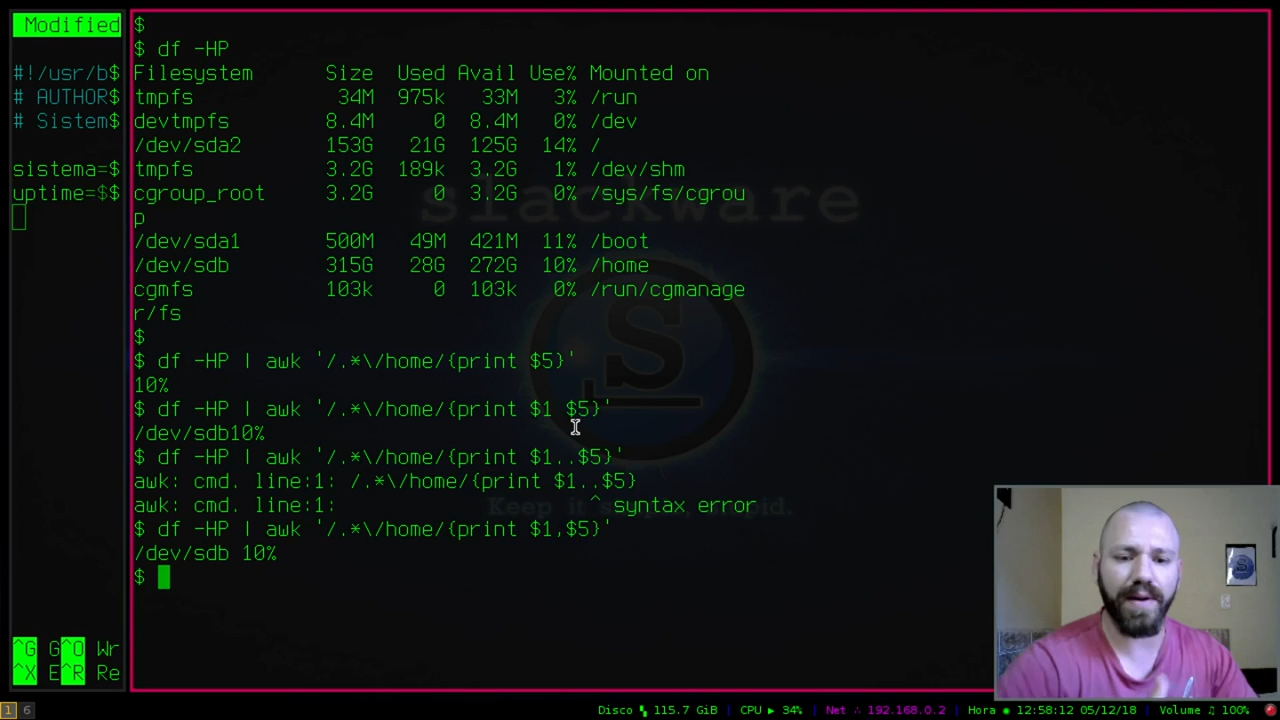 Modified
#!/usr/b$
# AUTHOR$
# Sistem$
sistema=$
uptime=$$
^G G^O Wr
^X E^R Re
$
$ df -HP
Filesystem Size Used Avail Use% Mounted on
tmpfs 34M 975k 33M 3% /run
devtmpfs 8.4M 0 8.4M 0% /dev
/dev/sda2 153G 21G 125G 14% /
tmpfs 3.2G 189k 3.2G 1% /dev/shm
cgroup_root 3.2G 0 3.2G 0% /sys/fs/cgrou
p
/dev/sda1 500M 49M 421M 11% /boot
/dev/sdb 315G 28G 272G 10% /home
cgmfs 103k 0 103k 0% /run/cgmanage
r/fs
$
$ df -HP | awk '/.*\/home/{print $5}'
10%
$ df -HP | awk '/.*\/home/{print $1 $5}'
/dev/sdb10%
$ df -HP | awk '/.*\/home/{print $1..$5}'
awk: cmd. line:1: /.*\/home/{print $1..$5}
awk: cmd. line:1: ^ syntax error
$ df -HP | awk '/.*\/home/{print $1,$5}'
/dev/sdb 10%
$
slackware
S
1 6 Disco 115.7 GiB | CPU ▶ 34% | Net ∴ 192.168.0.2 | Hora ◉ 12:58:12 05/12/18 | Volume ♫ 100%